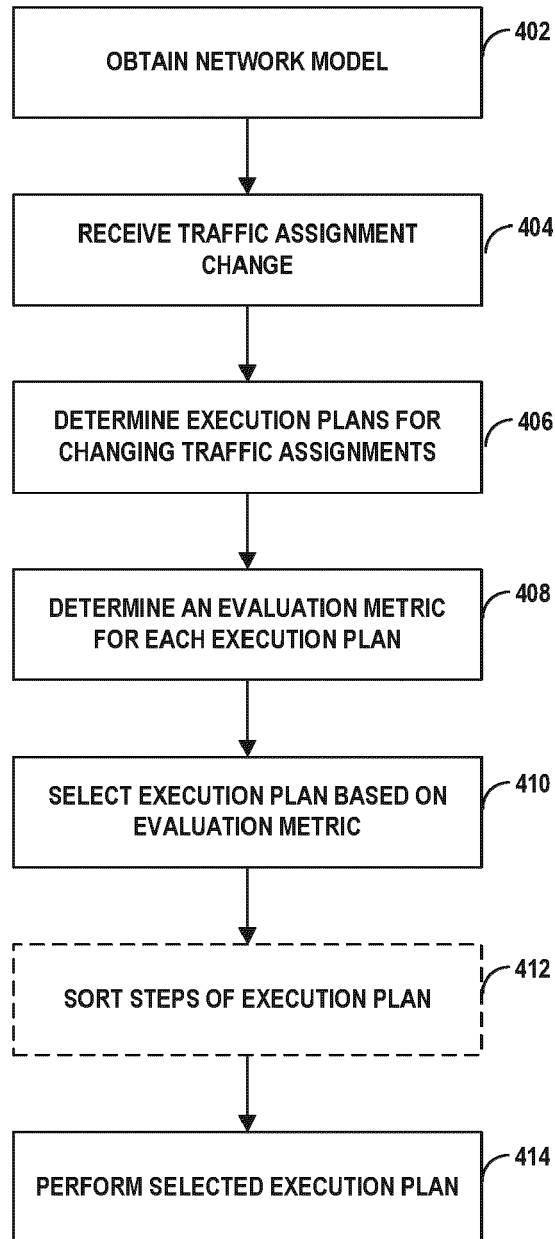 402
OBTAIN NETWORK MODEL
404
RECEIVE TRAFFIC ASSIGNMENT
CHANGE
406
DETERMINE EXECUTION PLANS FOR
CHANGING TRAFFIC ASSIGNMENTS
408
DETERMINE AN EVALUATION METRIC
FOR EACH EXECUTION PLAN
410
SELECT EXECUTION PLAN BASED ON
EVALUATION METRIC
412
SORT STEPS OF EXECUTION PLAN
414
PERFORM SELECTED EXECUTION PLAN